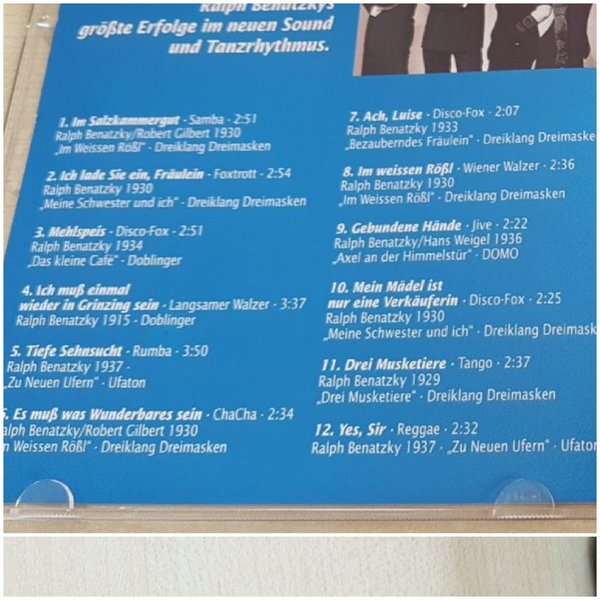 Ralph Benatzkys
größte Erfolge im neuen Sound
und Tanzrhythmus.
1. Im Salzkammergut - Samba · 2:51
Ralph Benatzky/Robert Gilbert 1930
„Im Weissen Rößl" · Dreiklang Dreimasken
2. Ich lade Sie ein, Fräulein · Foxtrott · 2:54
Ralph Benatzky 1930
„Meine Schwester und ich" · Dreiklang Dreimasken
3. Mehlspeis · Disco-Fox · 2:51
Ralph Benatzky 1934
„Das kleine Café" · Doblinger
4. Ich muß einmal
wieder in Grinzing sein · Langsamer Walzer · 3:37
Ralph Benatzky 1915 · Doblinger
5. Tiefe Sehnsucht · Rumba · 3:50
Ralph Benatzky 1937 ·
„Zu Neuen Ufern" · Ufaton
6. Es muß was Wunderbares sein · ChaCha · 2:34
Ralph Benatzky/Robert Gilbert 1930
Weissen Rößl" · Dreiklang Dreimasken
7. Ach, Luise · Disco-Fox · 2:07
Ralph Benatzky 1933
„Bezauberndes Fräulein" · Dreiklang Dreimasken
8. Im weissen Rößl · Wiener Walzer · 2:36
Ralph Benatzky 1930
„Im Weissen Rößl" · Dreiklang Dreimasken
9. Gebundene Hände · Jive · 2:22
Ralph Benatzky/Hans Weigel 1936
„Axel an der Himmelstür" · DOMO
10. Mein Mädel ist
nur eine Verkäuferin · Disco-Fox · 2:25
Ralph Benatzky 1930
„Meine Schwester und ich" · Dreiklang Dreimask
11. Drei Musketiere · Tango · 2:37
Ralph Benatzky 1929
„Drei Musketiere" · Dreiklang Dreimasken
12. Yes, Sir · Reggae · 2:32
Ralph Benatzky 1937 · „Zu Neuen Ufern" · Ufaton